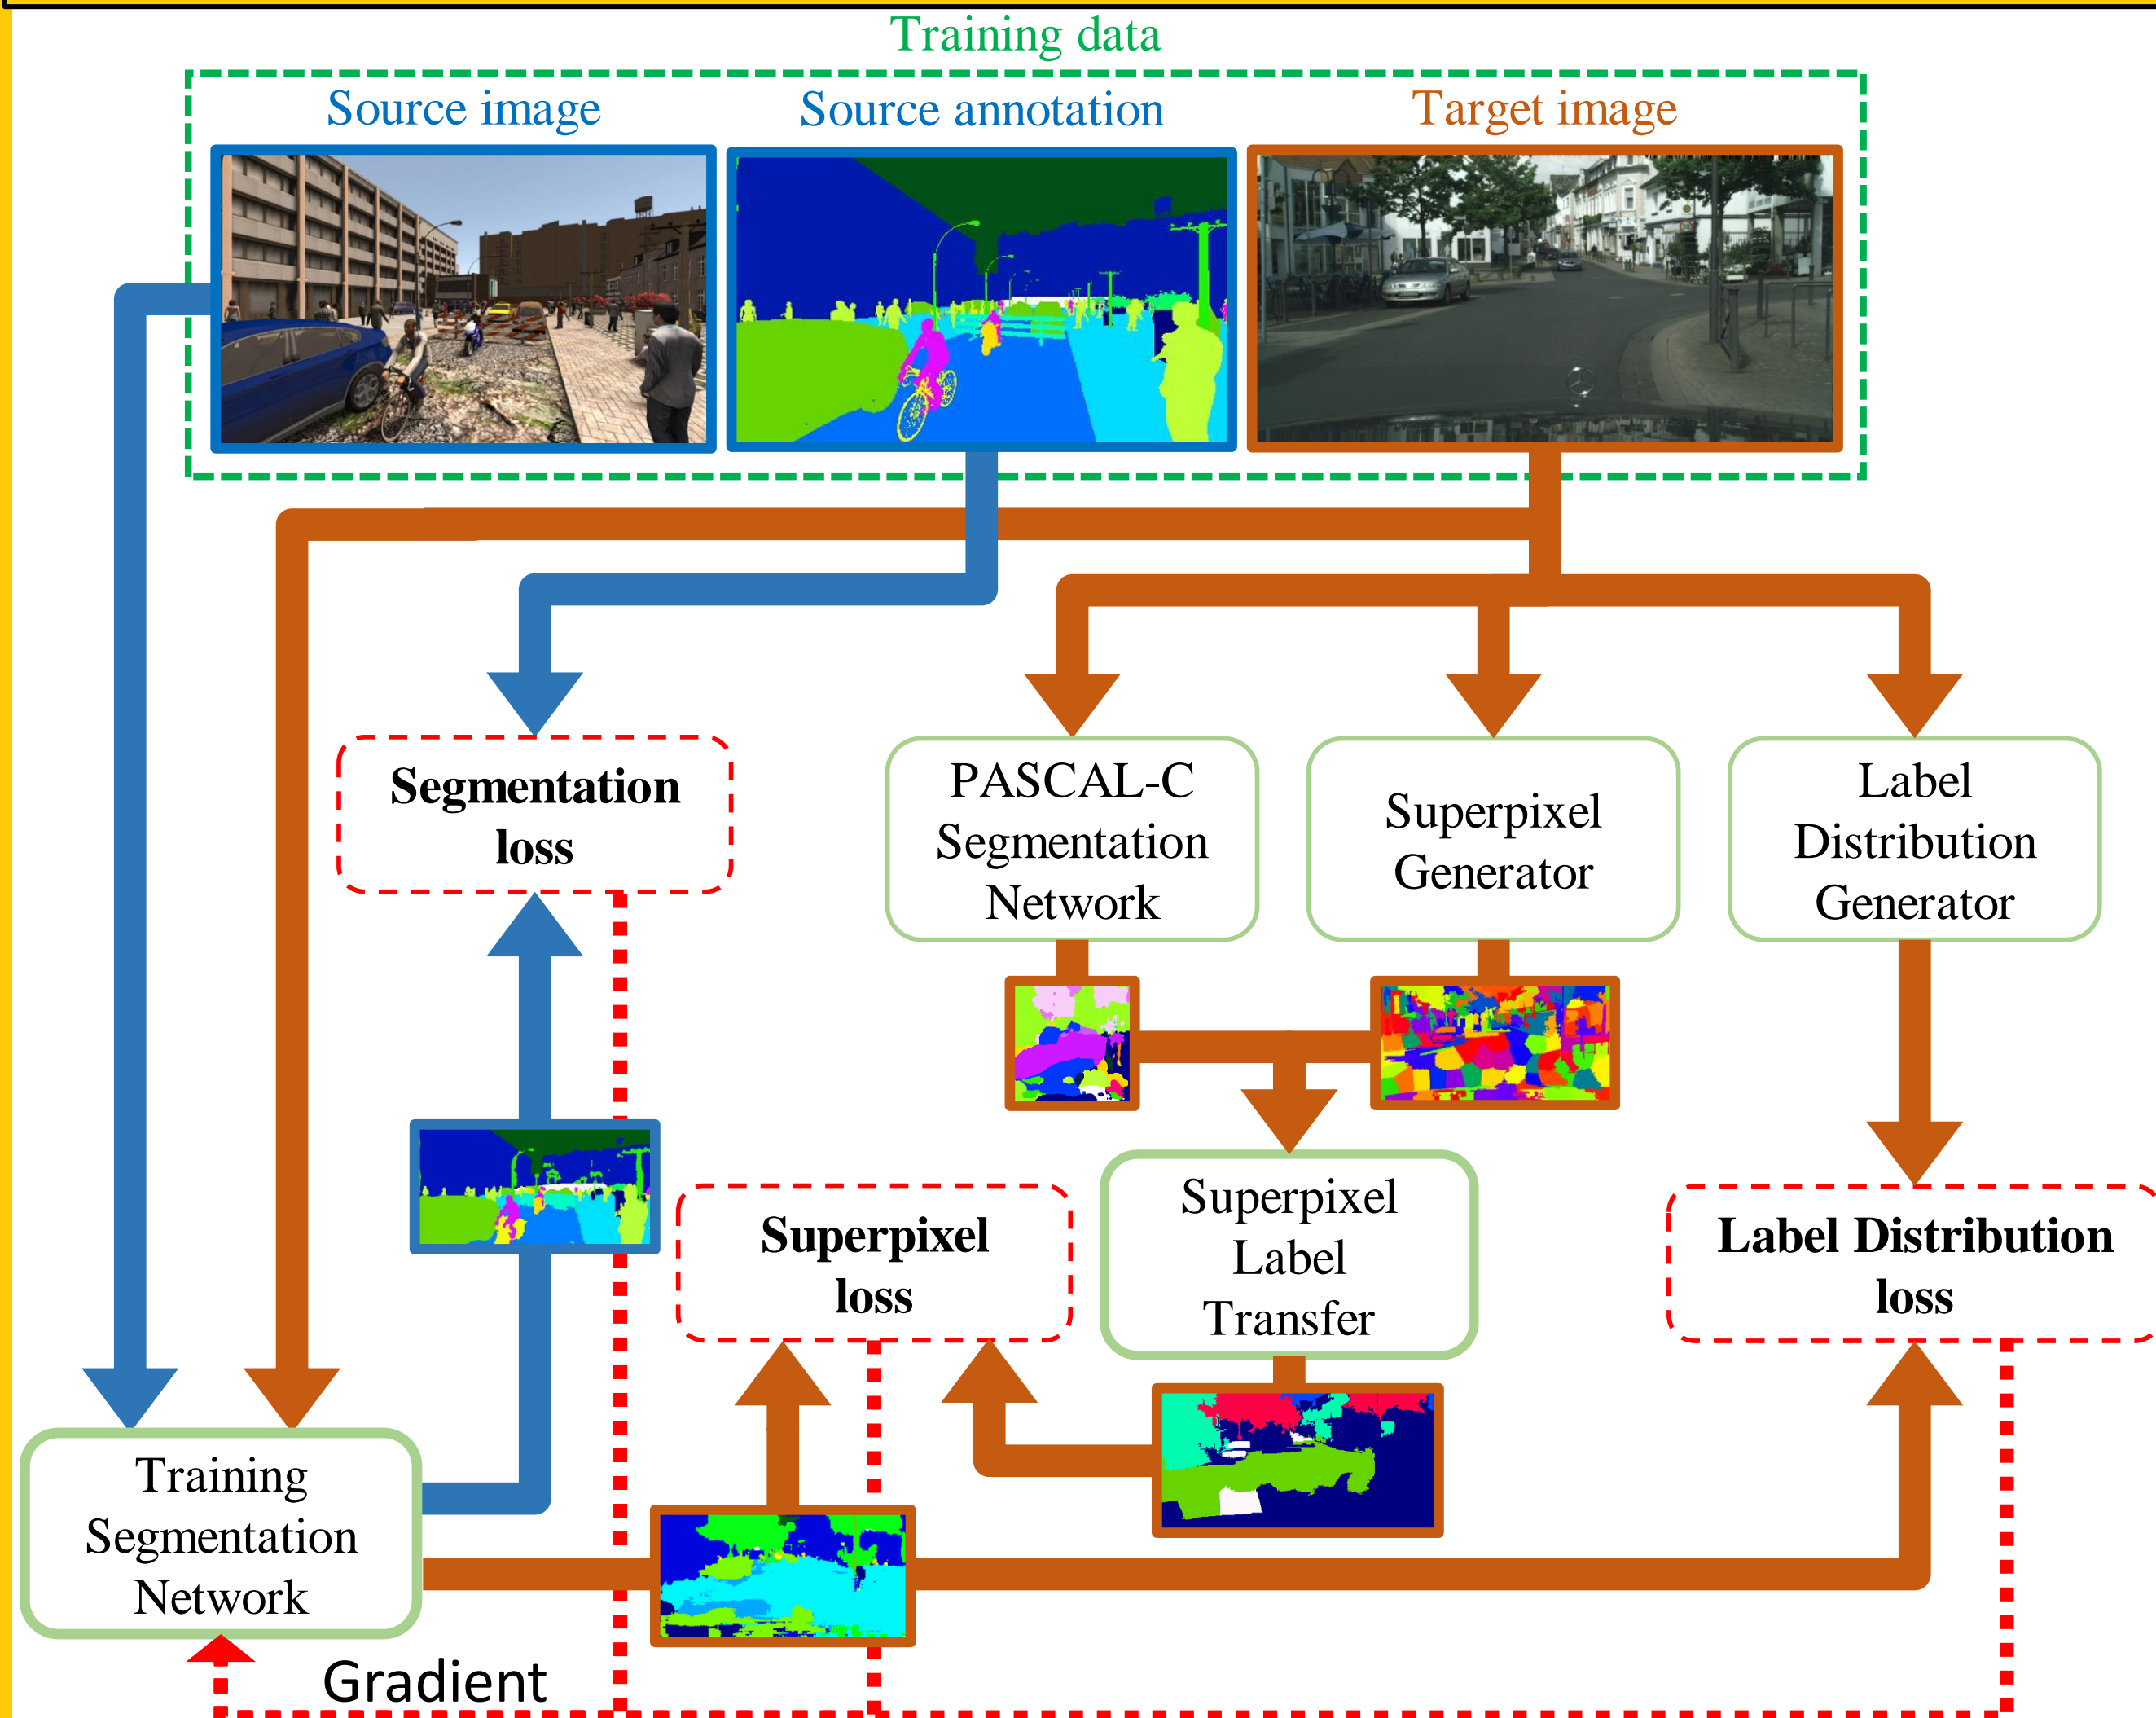 Training data
Source image
Source annotation
Target image
Segmentation
loss
PASCAL-C
Segmentation
Network
Superpixel
Generator
Label
Distribution
Generator
Superpixel
loss
Superpixel
Label
Transfer
Label Distribution
loss
Training
Segmentation
Network
Gradient